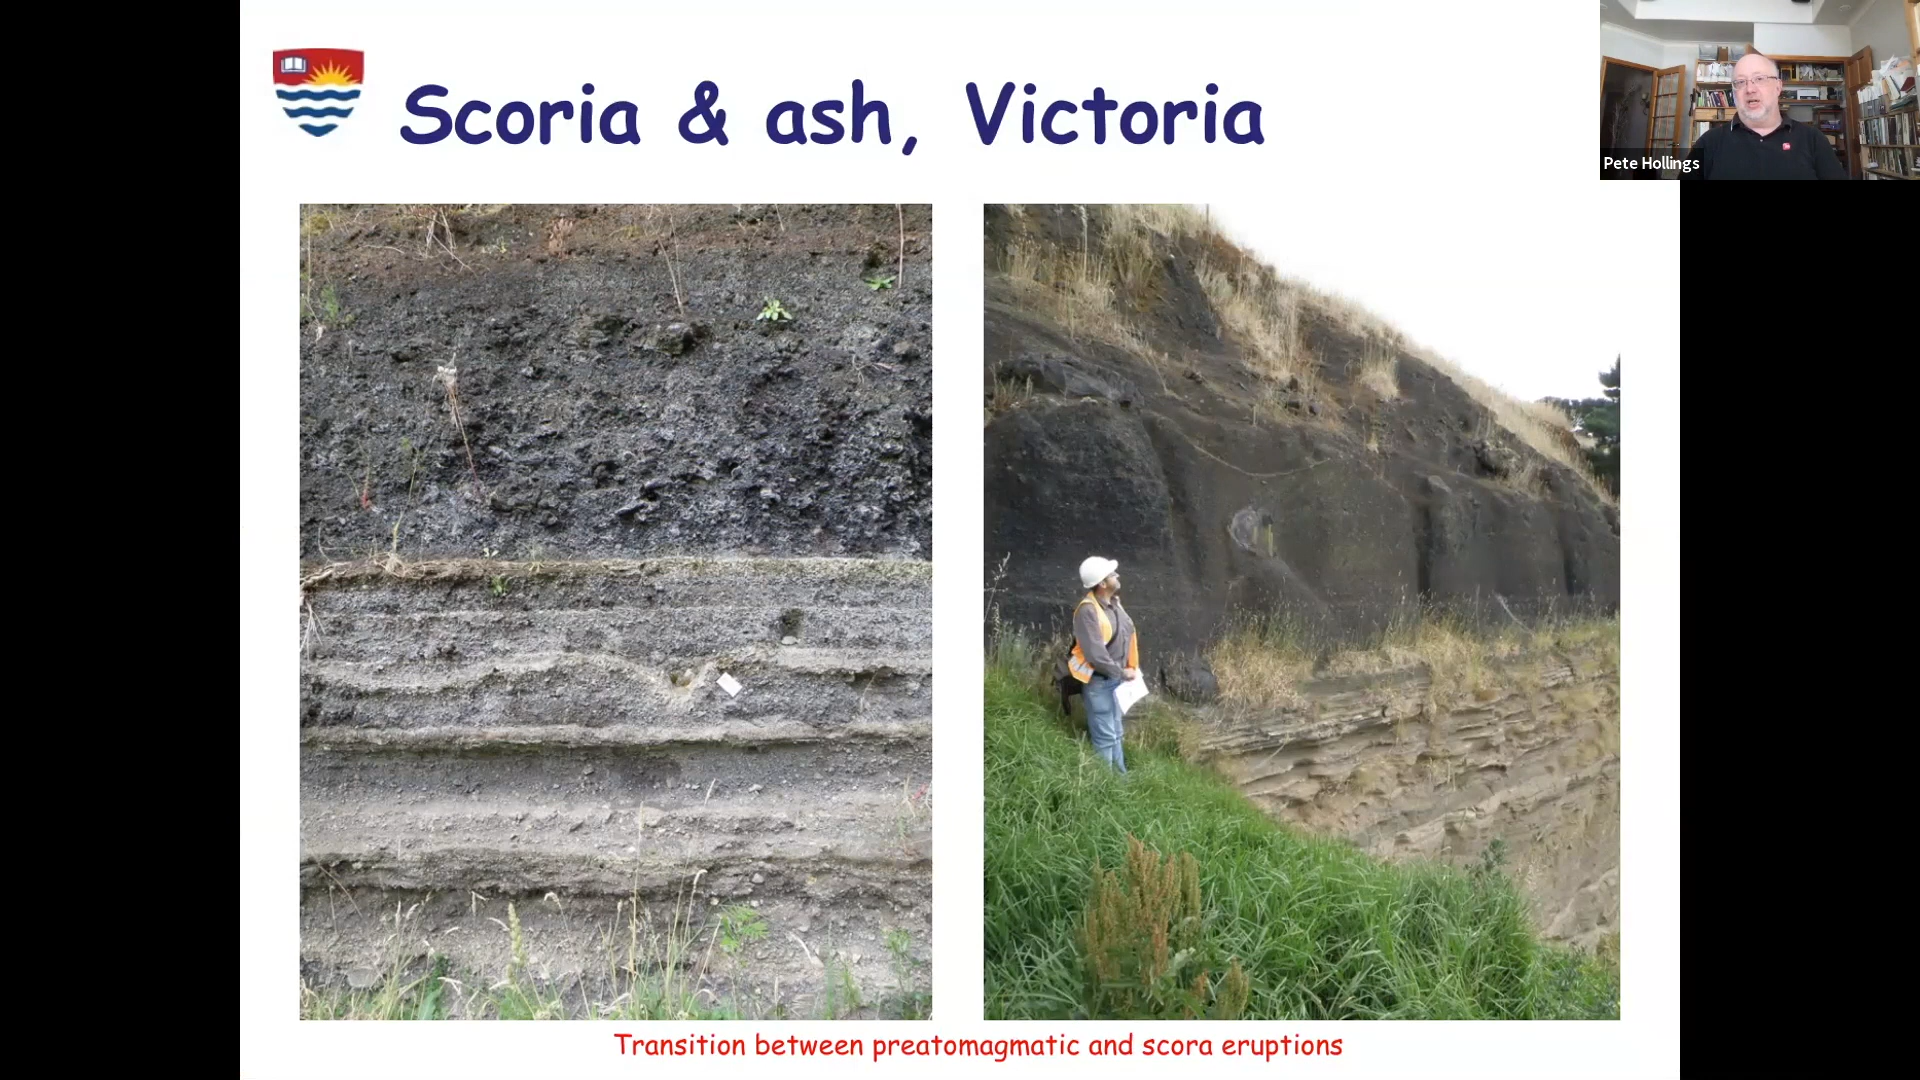 Scoria & ash, Victoria
Pete Hollings
Transition between preatomagmatic and scora eruptions